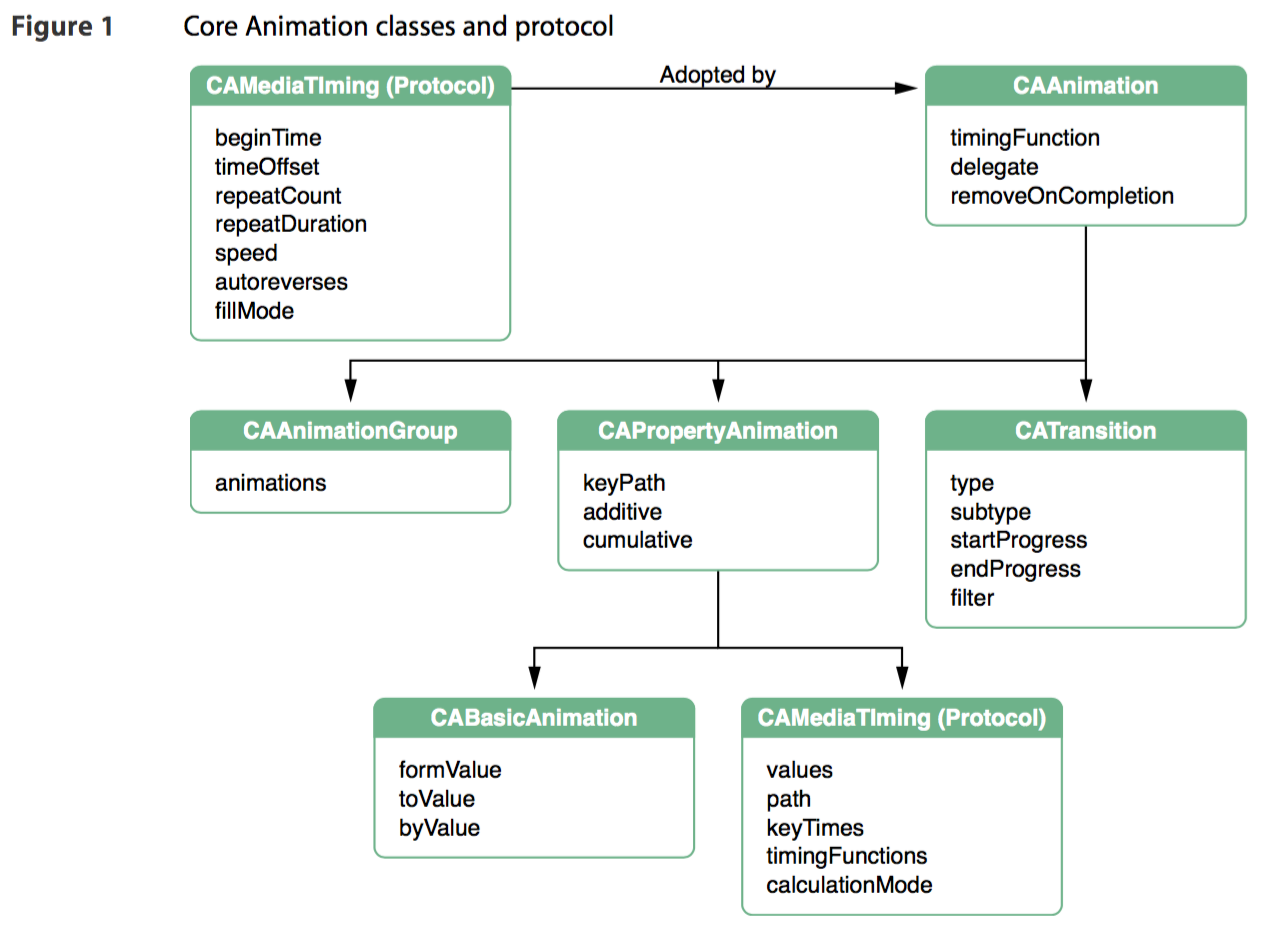 Figure 1 Core Animation classes and protocol
CAMediaTIming (Protocol)
beginTime
timeOffset
repeatCount
repeatDuration
speed
autoreverses
fillMode
Adopted by
CAAnimation
timingFunction
delegate
removeOnCompletion
CAAnimationGroup
animations
CAPropertyAnimation
keyPath
additive
cumulative
CATransition
type
subtype
startProgress
endProgress
filter
CABasicAnimation
formValue
toValue
byValue
CAMediaTIming (Protocol)
values
path
keyTimes
timingFunctions
calculationMode